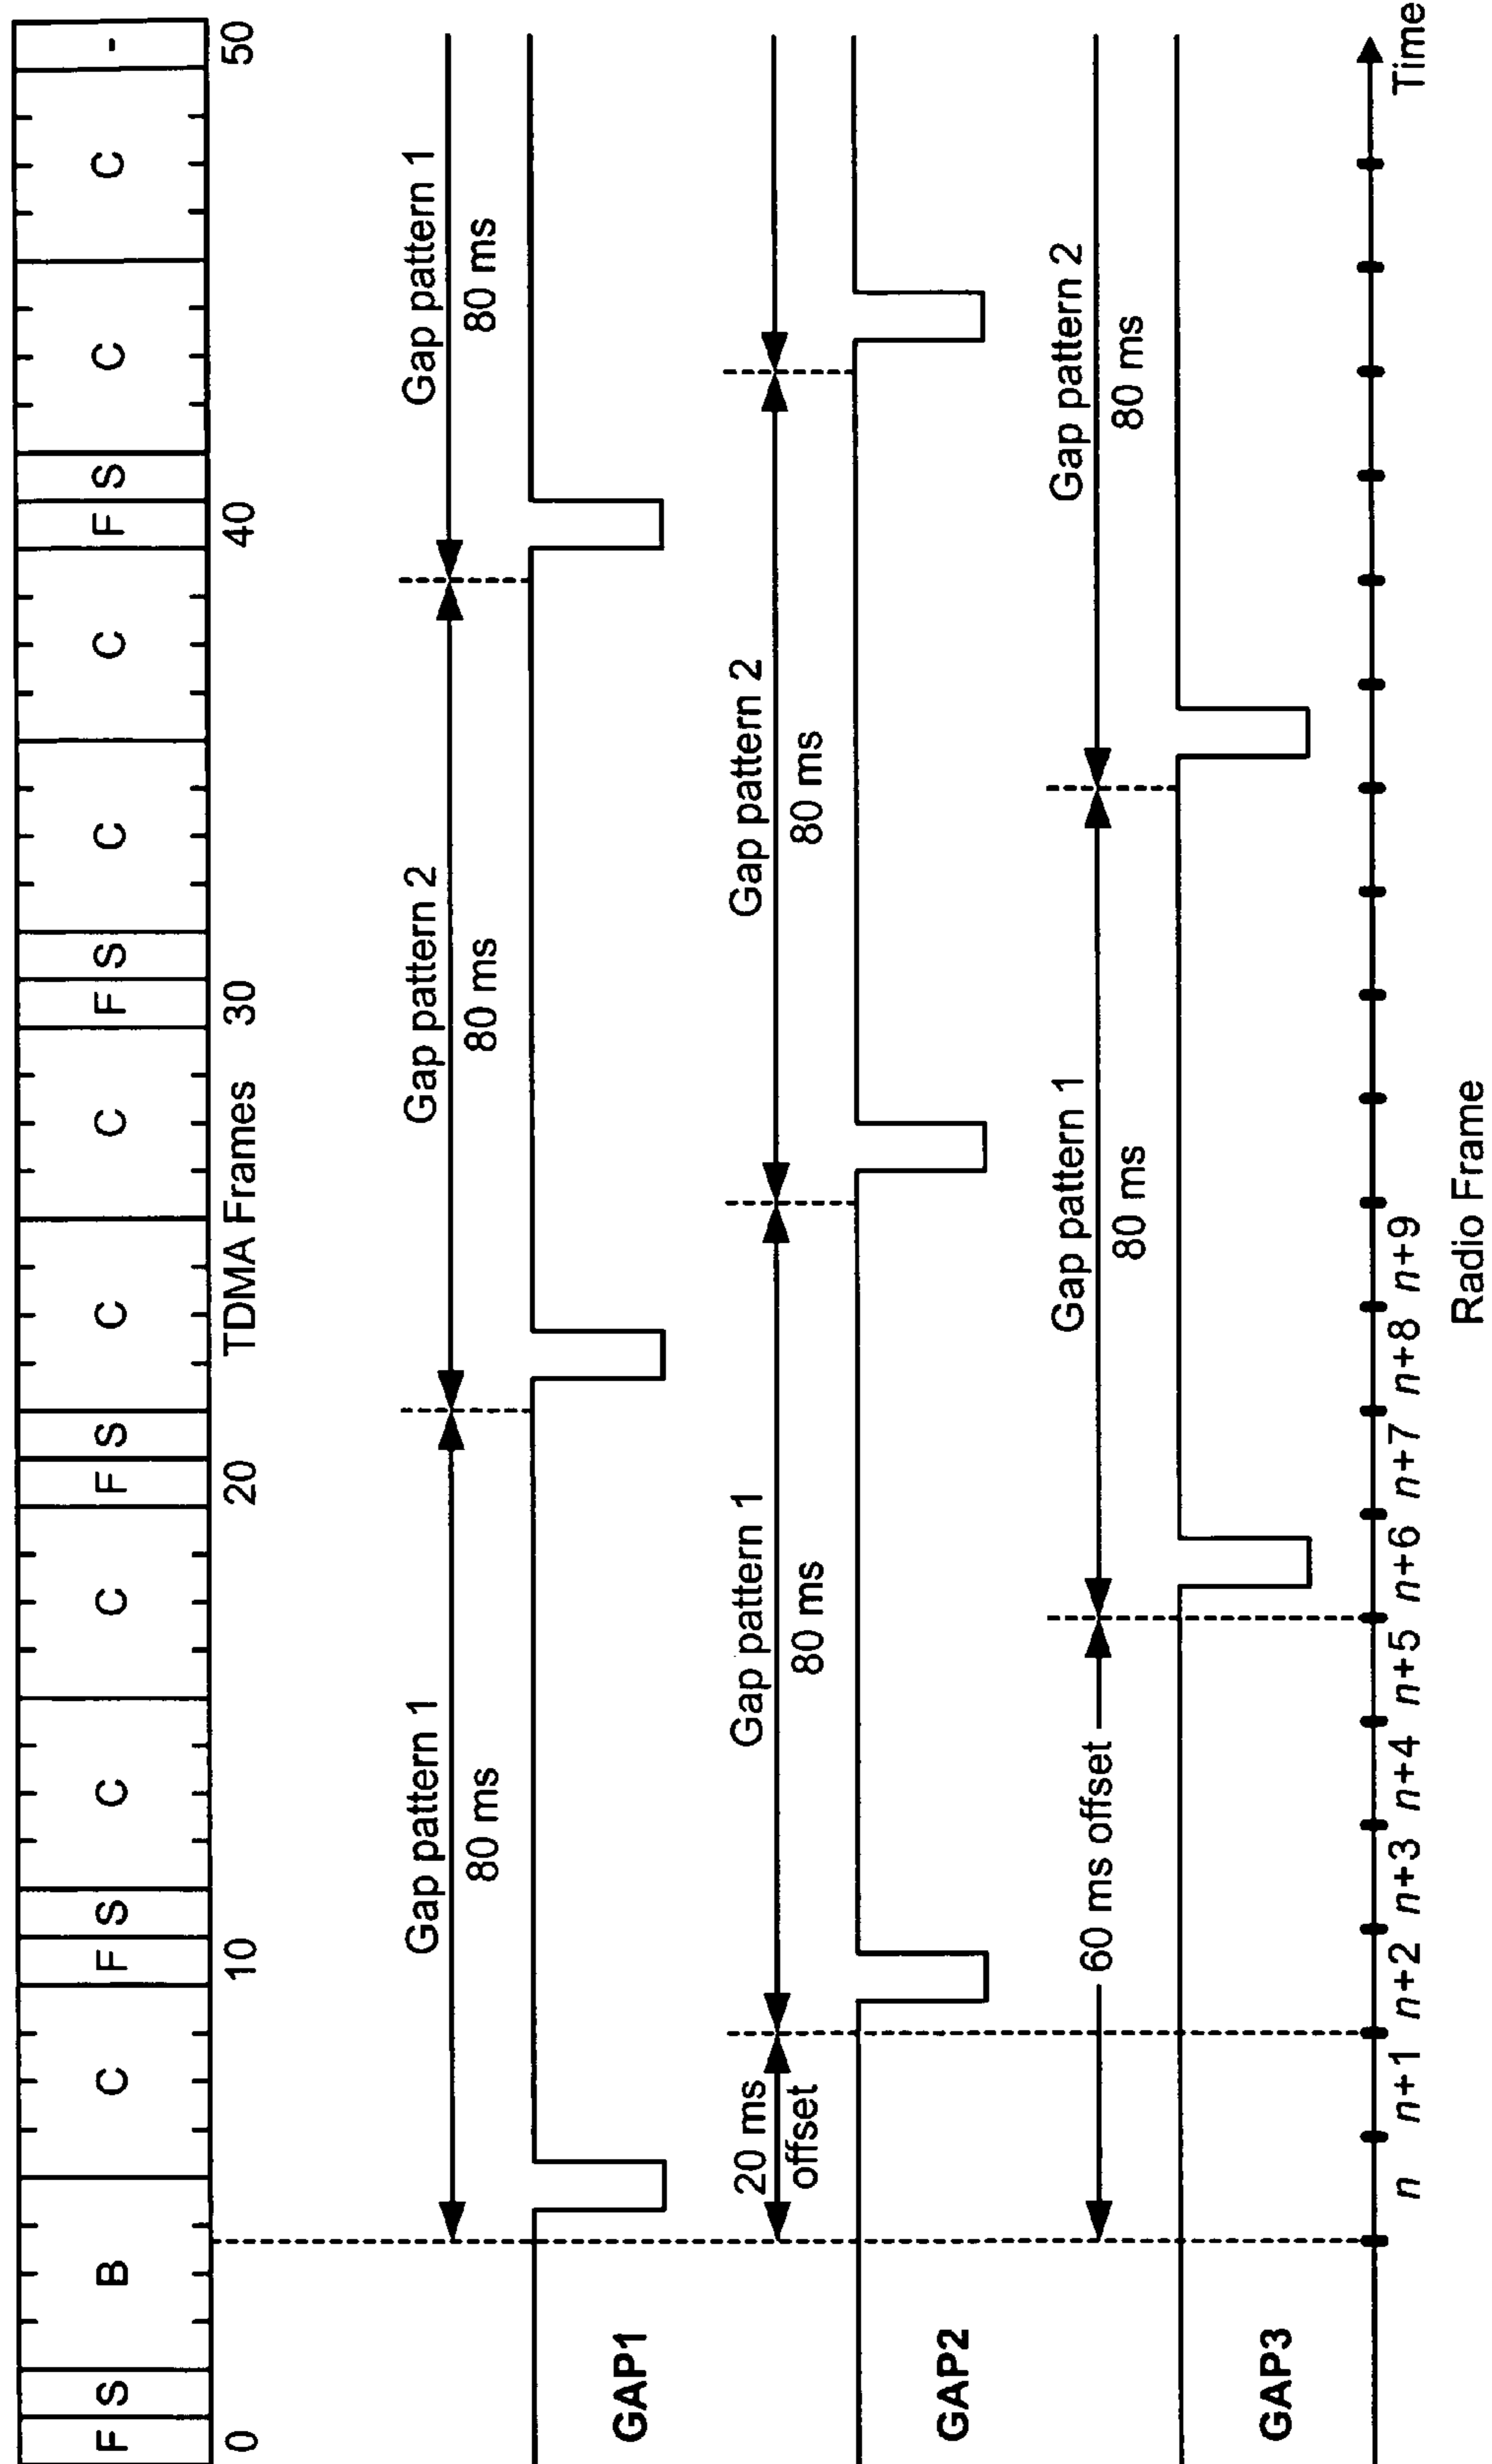 F S B C F S C C F S C C F S C C F S C C -
0 10 20 30 40 50
TDMA Frames
Gap pattern 1
80 ms
Gap pattern 2
80 ms
Gap pattern 1
80 ms
GAP1
20 ms
offset
Gap pattern 1
80 ms
Gap pattern 2
80 ms
GAP2
60 ms offset
Gap pattern 1
80 ms
Gap pattern 2
80 ms
GAP3
n n+1 n+2 n+3 n+4 n+5 n+6 n+7 n+8 n+9
Time
Radio Frame